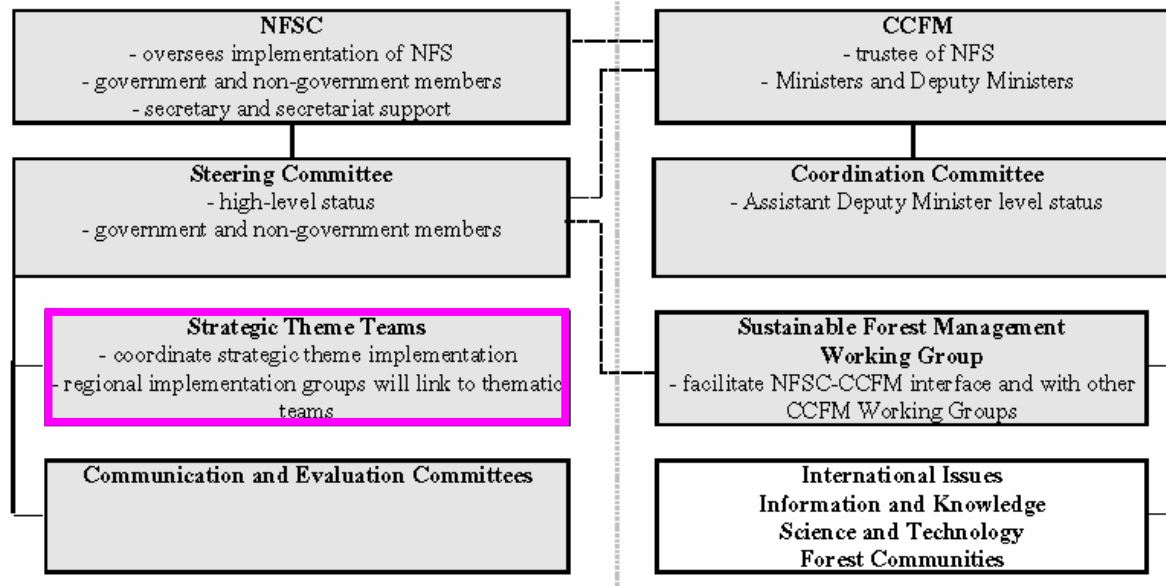 NFSC
- oversees implementation of NFS
- government and non-government members
- secretary and secretariat support
CCFM
- trustee of NFS
- Ministers and Deputy Ministers
Steering Committee
- high-level status
- government and non-government members
Coordination Committee
- Assistant Deputy Minister level status
Strategic Theme Teams
- coordinate strategic theme implementation
- regional implementation groups will link to thematic
teams
Sustainable Forest Management
Working Group
- facilitate NFSC-CCFM interface and with other
CCFM Working Groups
Communication and Evaluation Committees
International Issues
Information and Knowledge
Science and Technology
Forest Communities